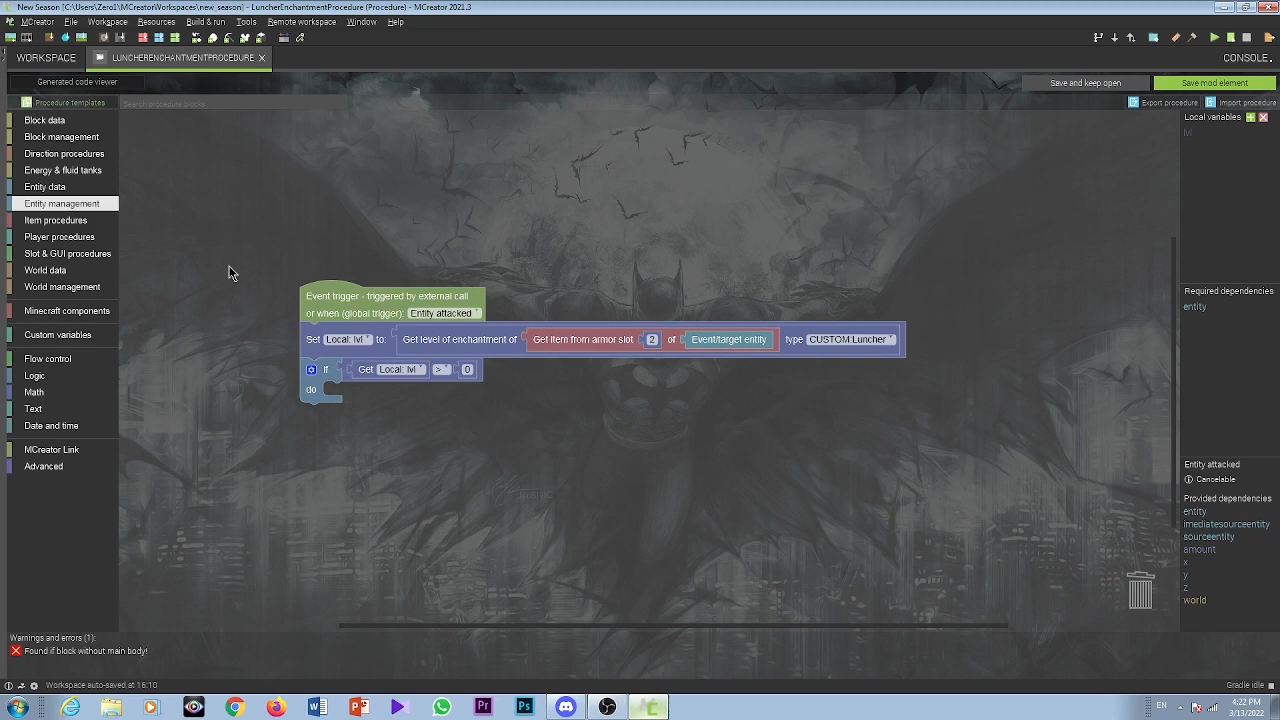 New Season [C:\Users\Zero1\MCreatorWorkspaces\new_season] - LuncherEnchantmentProcedure (Procedure) - MCreator 2021.3
MCreator File Resources Build & run Tools Remote workspace Window Help
WORKSPACE LUNCHERENCHANTMENTPROCEDURE CONSOLE
Generated code viewer Save and keep open Save mod element
Procedure templates Search procedure blocks Export procedure Import procedure
Block data
Block management
Direction procedures
Energy & fluid tanks
Entity data
Entity management
Item procedures
Player procedures
Slot & GUI procedures
World data
World management
Minecraft components
Custom variables
Flow control
Logic
Math
Text
Date and time
MCreator Link
Advanced
Event trigger - triggered by external call
or when (global trigger): Entity attacked
Set Local: lvl to: Get level of enchantment of Get item from armor slot 2 of Event/target entity type CUSTOM:Luncher
if Get Local: lvl > 0
do
Local variables
lvl
Required dependencies:
entity
Entity attacked
Cancelable
Provided dependencies:
entity
imediatesourceentity
sourceentity
amount
x
y
z
world
Warnings and errors (1):
Found if block without main body!
Workspace auto-saved at 16:10 Gradle idle
EN 4:22 PM
3/13/2022